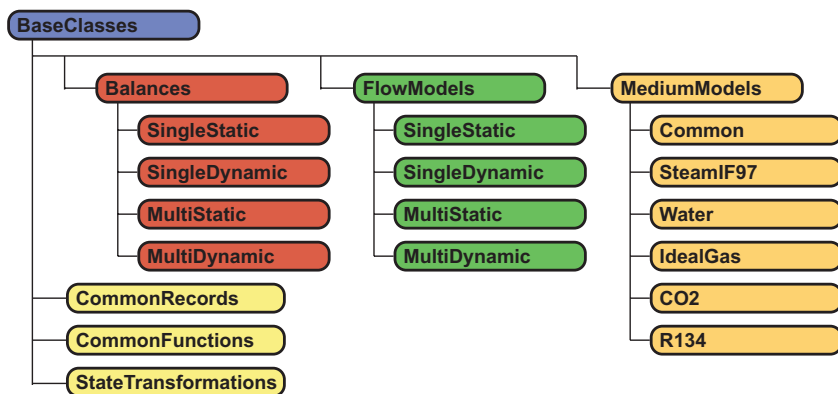 BaseClasses
Balances
SingleStatic
SingleDynamic
MultiStatic
MultiDynamic
FlowModels
SingleStatic
SingleDynamic
MultiStatic
MultiDynamic
MediumModels
Common
SteamIF97
Water
IdealGas
CO2
R134
CommonRecords
CommonFunctions
StateTransformations